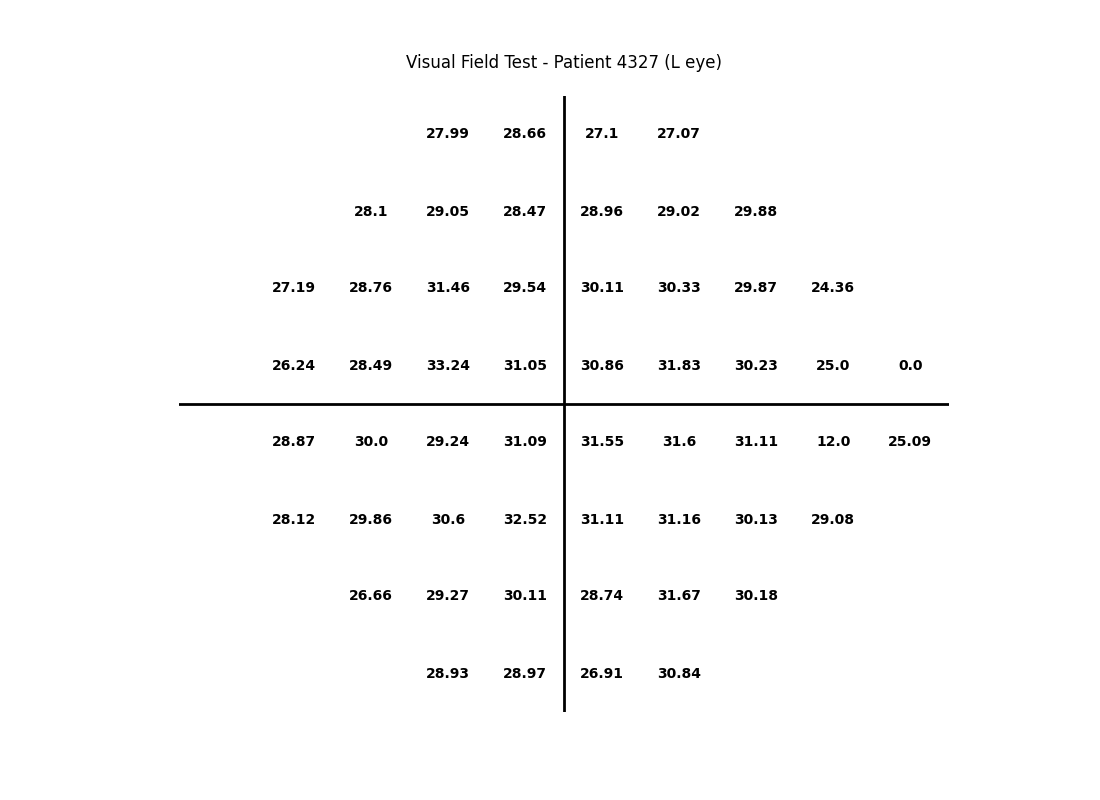 Visual Field Test - Patient 4327 (L eye)
27.99 28.66 27.1 27.07
28.1 29.05 28.47 28.96 29.02 29.88
27.19 28.76 31.46 29.54 30.11 30.33 29.87 24.36
26.24 28.49 33.24 31.05 30.86 31.83 30.23 25.0 0.0
28.87 30.0 29.24 31.09 31.55 31.6 31.11 12.0 25.09
28.12 29.86 30.6 32.52 31.11 31.16 30.13 29.08
26.66 29.27 30.11 28.74 31.67 30.18
28.93 28.97 26.91 30.84